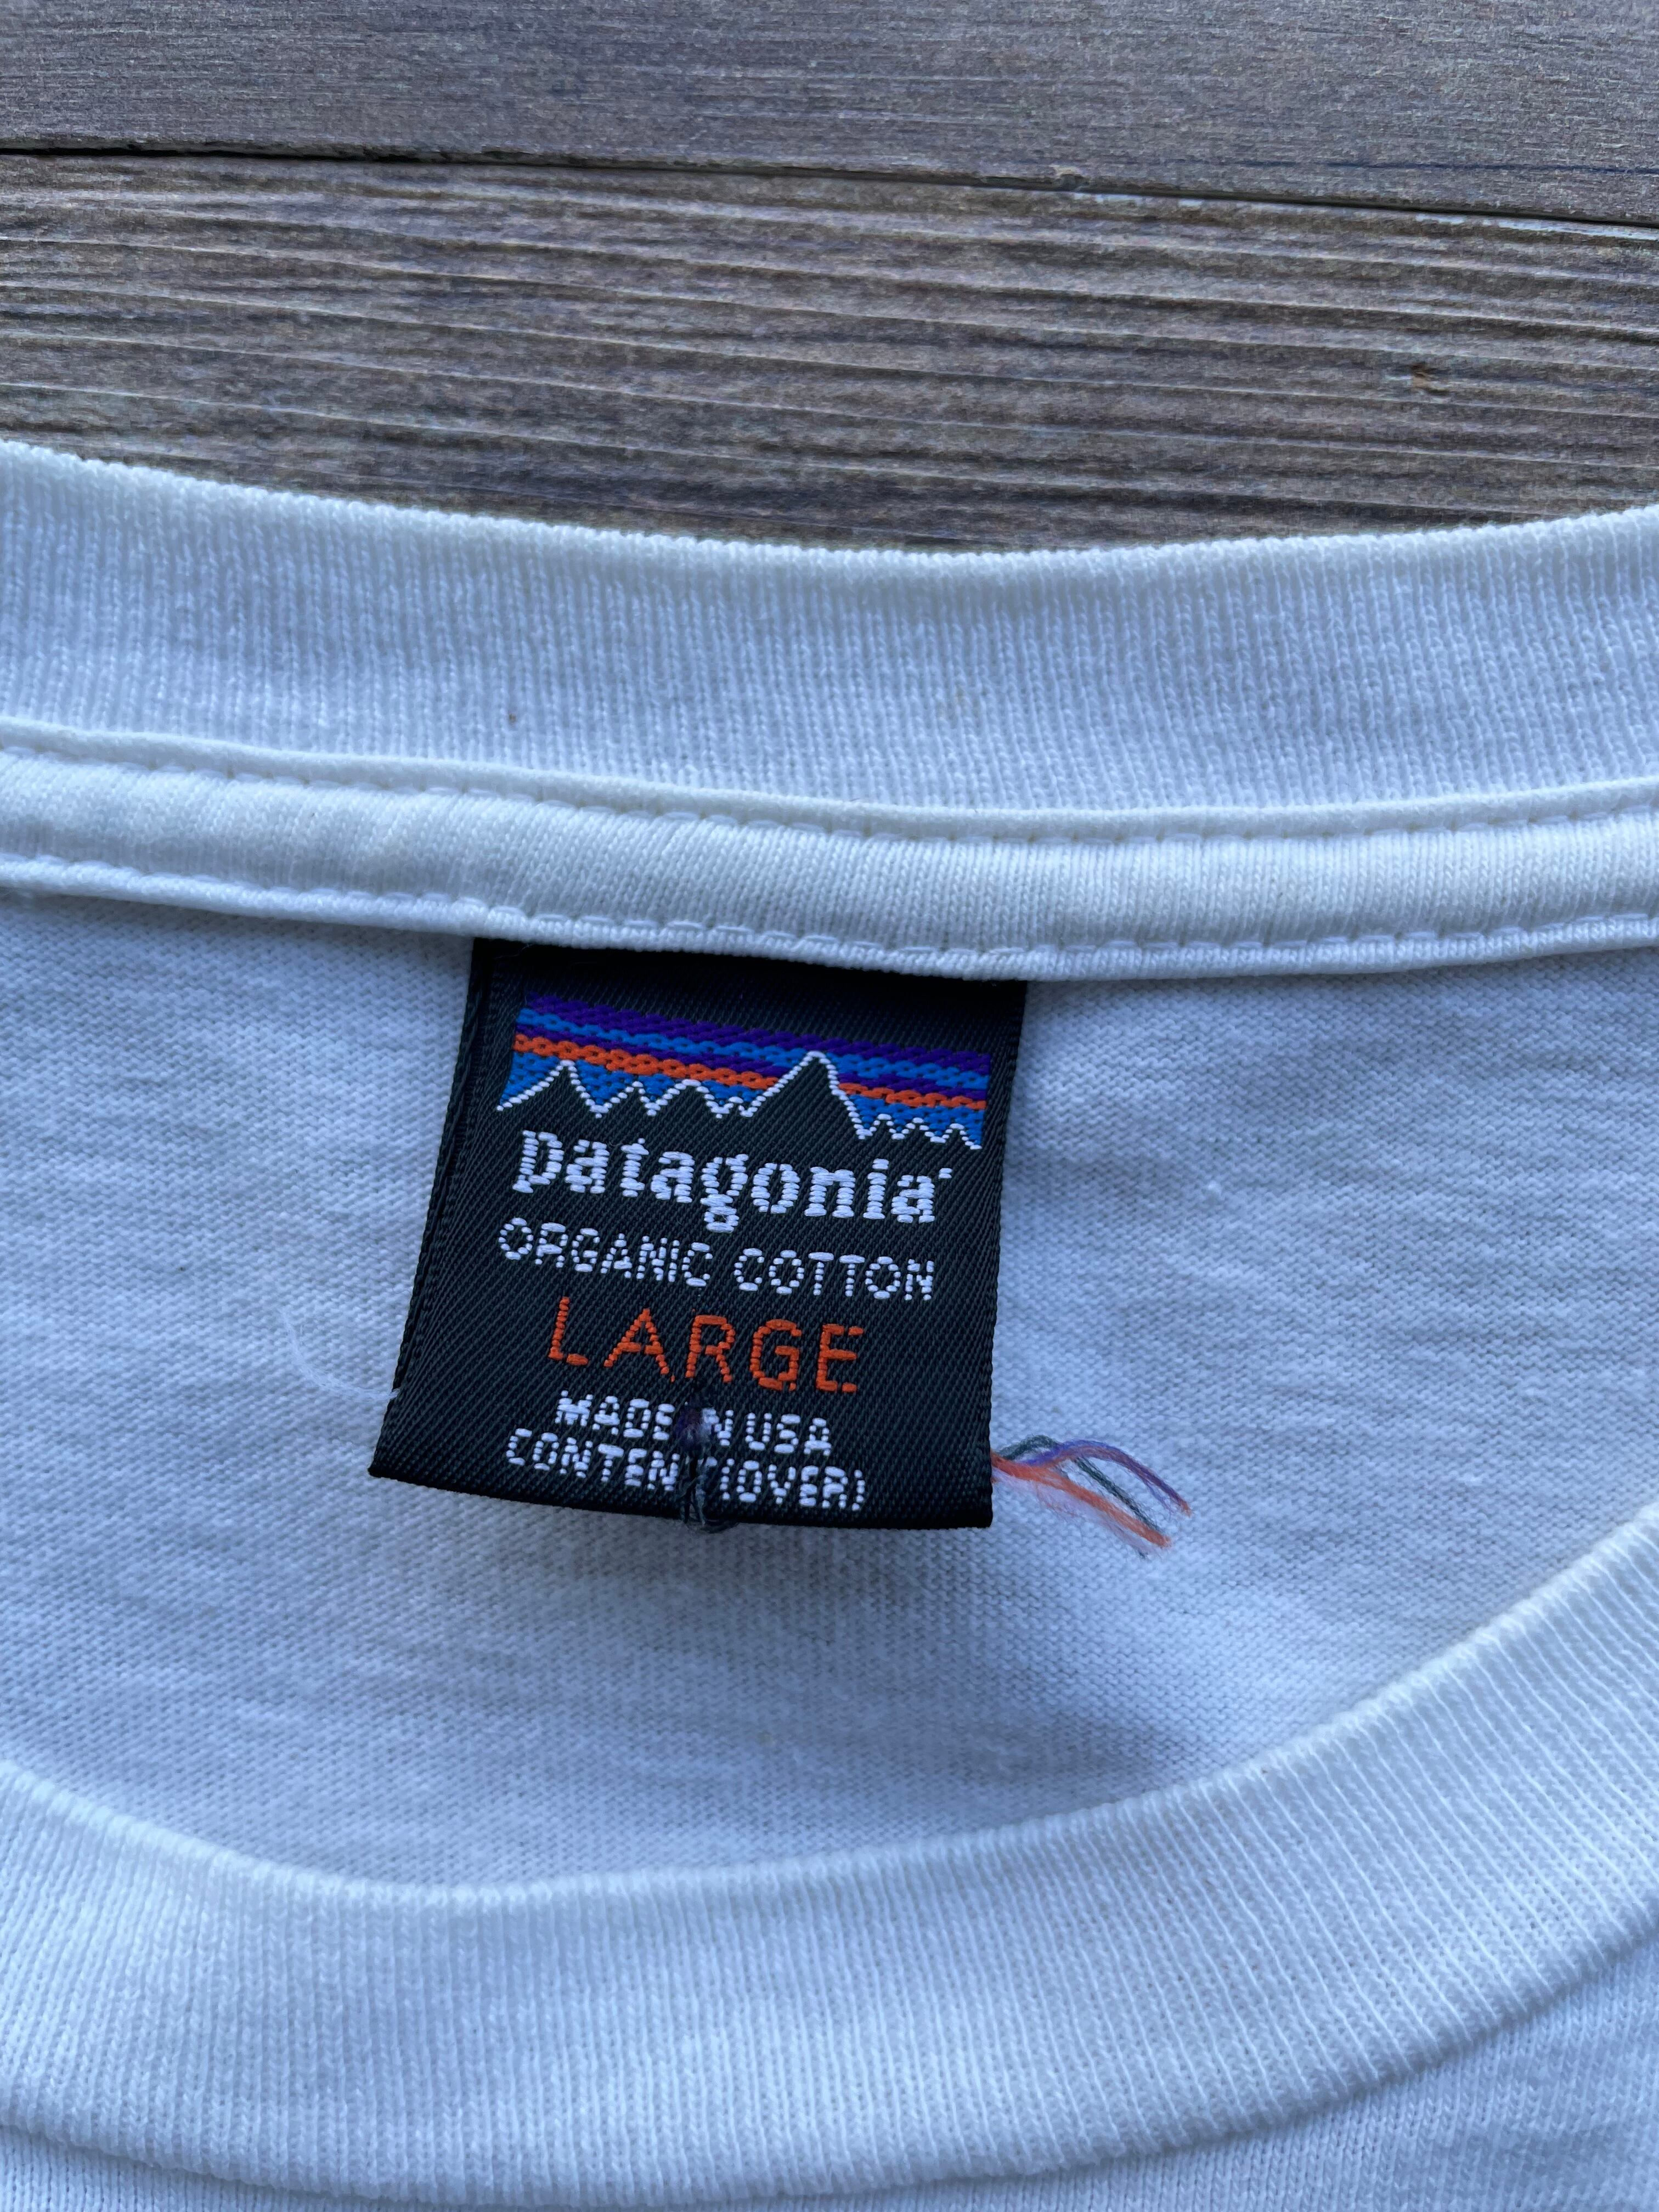 patagonia
ORGANIC COTTON
LARGE
MADE IN USA
CONTENT (OVER)